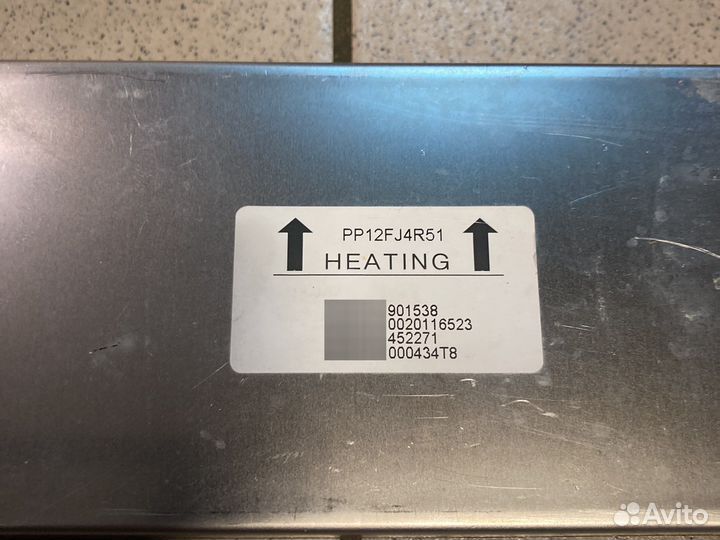 PP12FJ4R51
HEATING
901538
0020116523
452271
000434T8
Avito